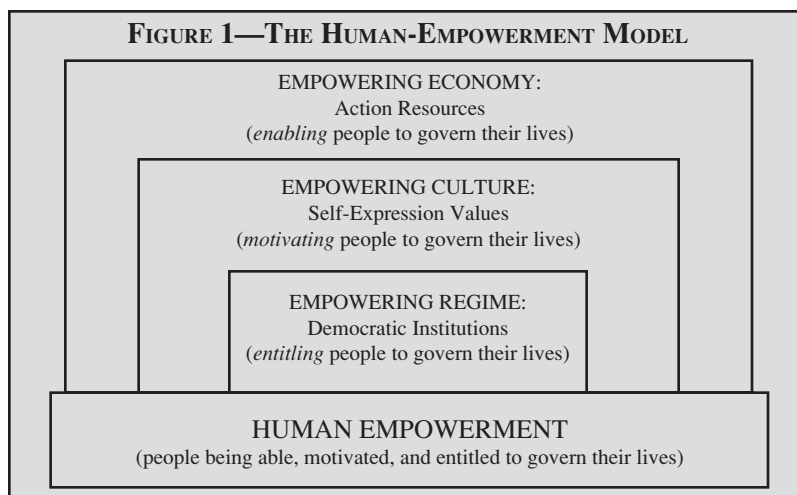 FIGURE 1—THE HUMAN-EMPOWERMENT MODEL
EMPOWERING ECONOMY:
Action Resources
(enabling people to govern their lives)
EMPOWERING CULTURE:
Self-Expression Values
(motivating people to govern their lives)
EMPOWERING REGIME:
Democratic Institutions
(entitling people to govern their lives)
HUMAN EMPOWERMENT
(people being able, motivated, and entitled to govern their lives)